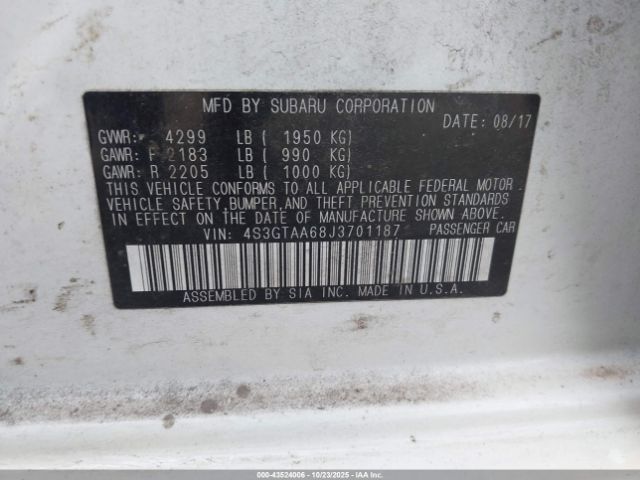 MFD BY SUBARU CORPORATION
DATE: 08/17
GVWR: 4299 LB ( 1950 KG)
GAWR: F 2183 LB ( 990 KG)
GAWR: R 2205 LB ( 1000 KG)
THIS VEHICLE CONFORMS TO ALL APPLICABLE FEDERAL MOTOR
VEHICLE SAFETY, BUMPER, AND THEFT PREVENTION STANDARDS
IN EFFECT ON THE DATE OF MANUFACTURE SHOWN ABOVE.
VIN: 4S3GTAA68J3701187 PASSENGER CAR
ASSEMBLED BY SIA INC. MADE IN U.S.A.
000-43524006 - 10/23/2025 - IAAI.COM